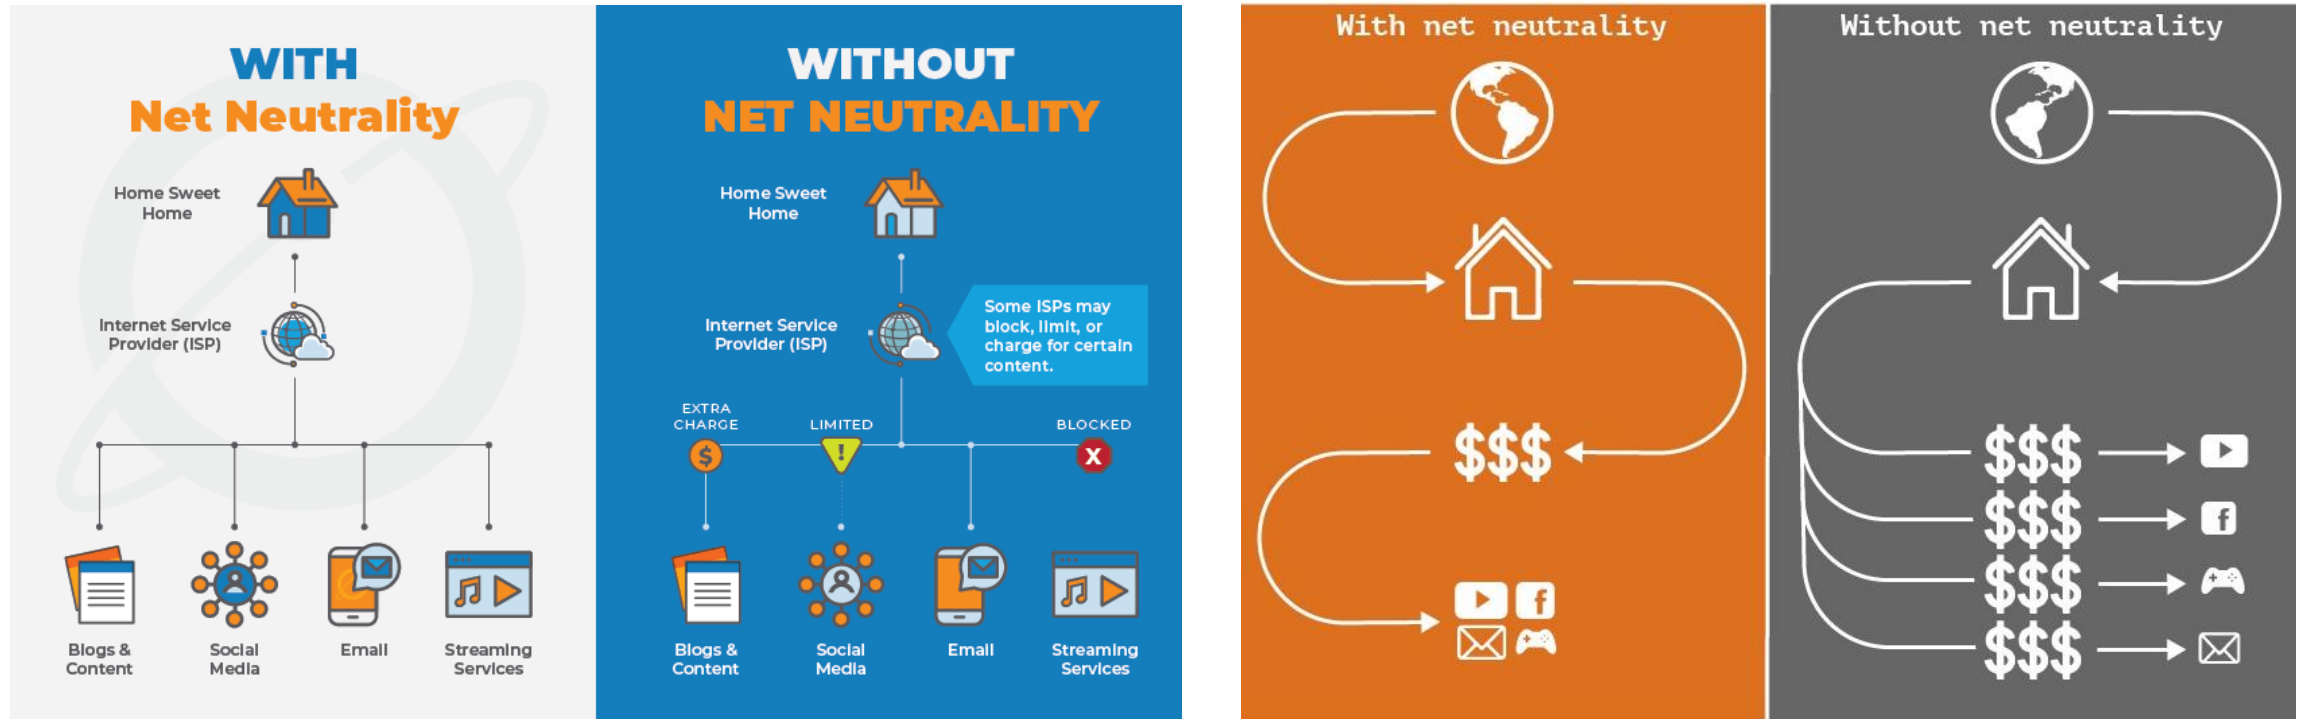 WITH
Net Neutrality
Home Sweet
Home
Internet Service
Provider (ISP)
Blogs &
Content
Social
Media
Email
Streaming
Services
WITHOUT
NET NEUTRALITY
Home Sweet
Home
Internet Service
Provider (ISP)
Some ISPs may
block, limit, or
charge for certain
content.
EXTRA
CHARGE
LIMITED
BLOCKED
$
!
X
Blogs &
Content
Social
Media
Email
Streaming
Services
With net neutrality
$$$
f
Without net neutrality
$$$
f
$$$
$$$
$$$